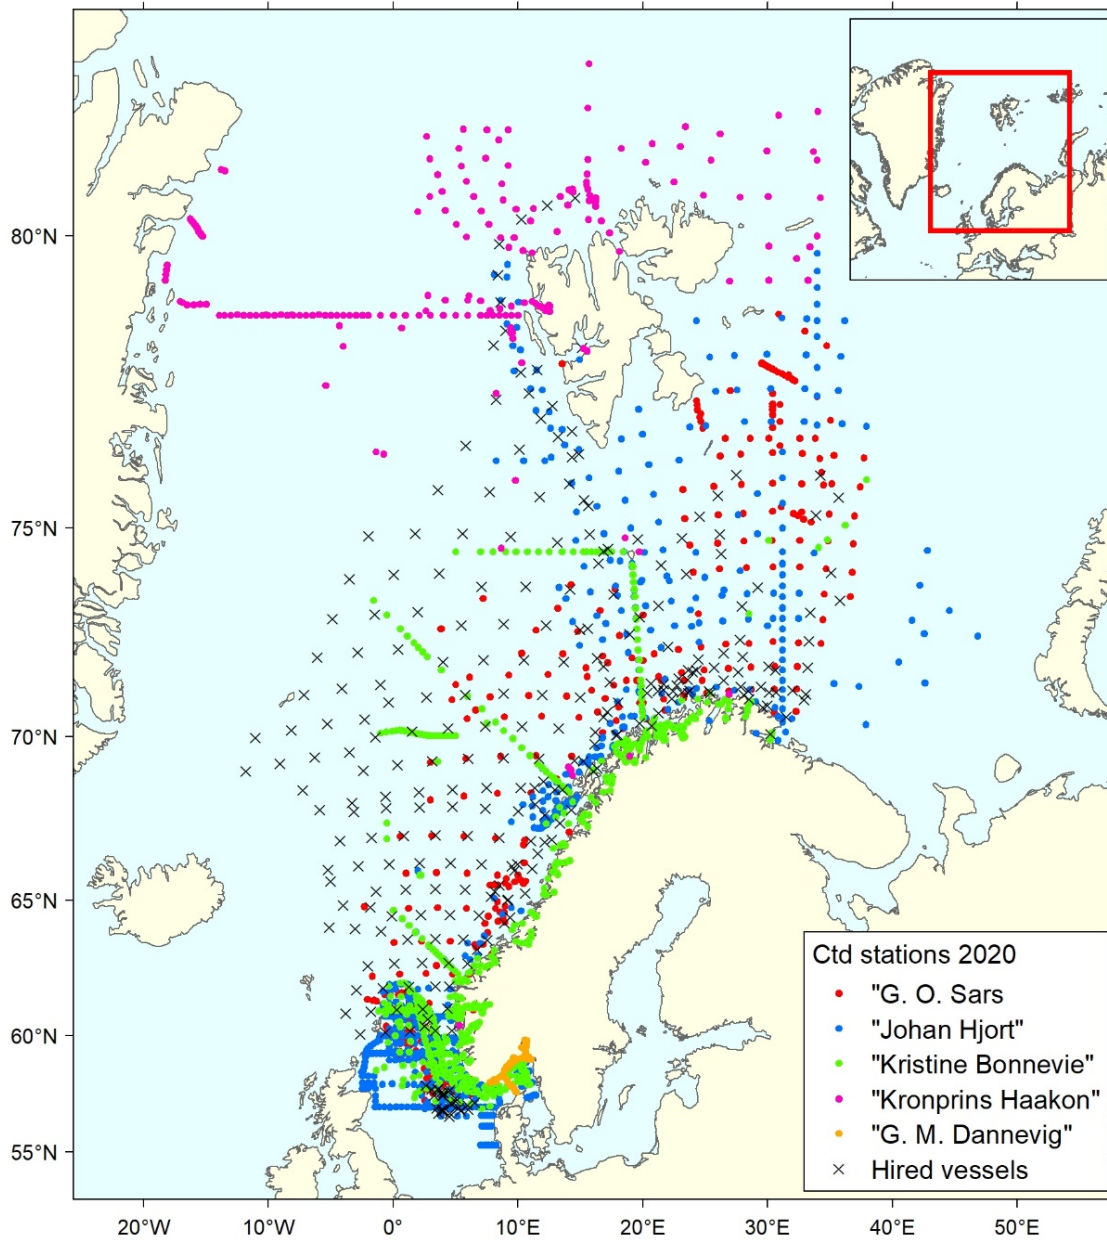 80°N
75°N
70°N
65°N
60°N
55°N
Ctd stations 2020
"G. O. Sars
"Johan Hjort"
"Kristine Bonnevie"
"Kronprins Haakon"
"G. M. Dannevig"
Hired vessels
20°W 10°W 0° 10°E 20°E 30°E 40°E 50°E